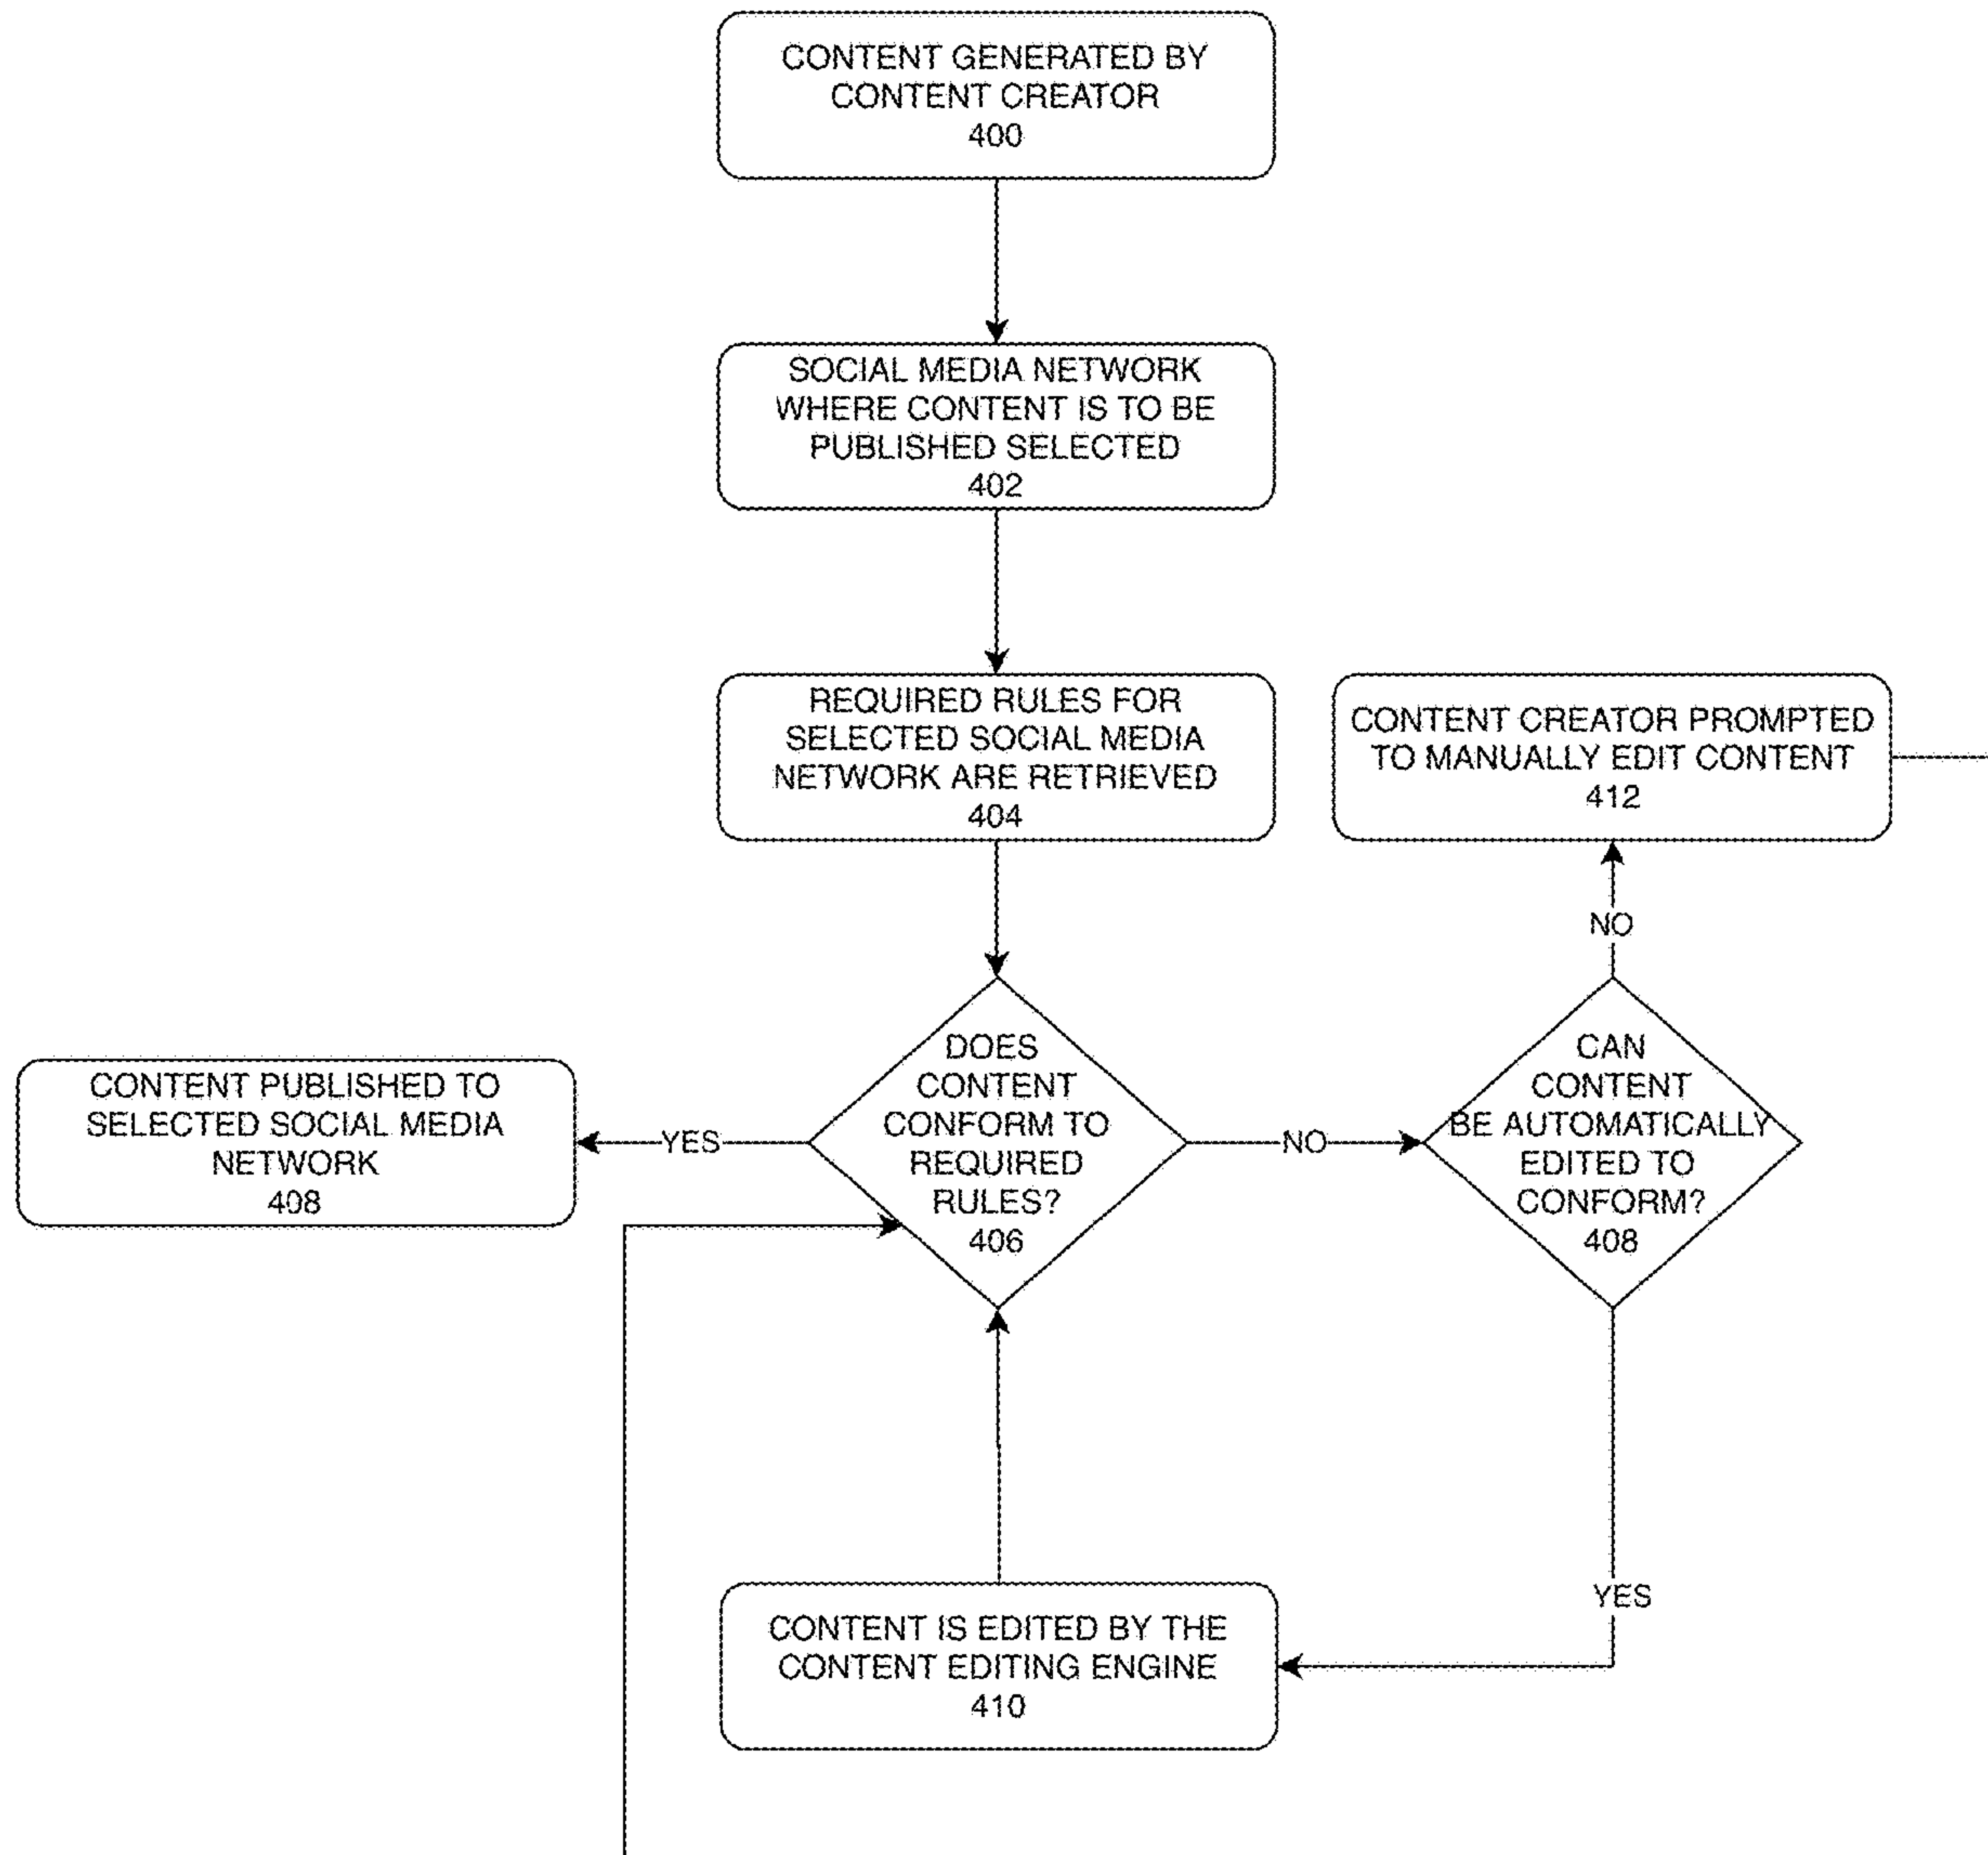 CONTENT GENERATED BY
CONTENT CREATOR
400
SOCIAL MEDIA NETWORK
WHERE CONTENT IS TO BE
PUBLISHED SELECTED
402
REQUIRED RULES FOR
SELECTED SOCIAL MEDIA
NETWORK ARE RETRIEVED
404
CONTENT CREATOR PROMPTED
TO MANUALLY EDIT CONTENT
412
NO
DOES
CONTENT
CONFORM TO
REQUIRED
RULES?
406
YES
CONTENT PUBLISHED TO
SELECTED SOCIAL MEDIA
NETWORK
408
NO
CAN
CONTENT
BE AUTOMATICALLY
EDITED TO
CONFORM?
408
YES
CONTENT IS EDITED BY THE
CONTENT EDITING ENGINE
410